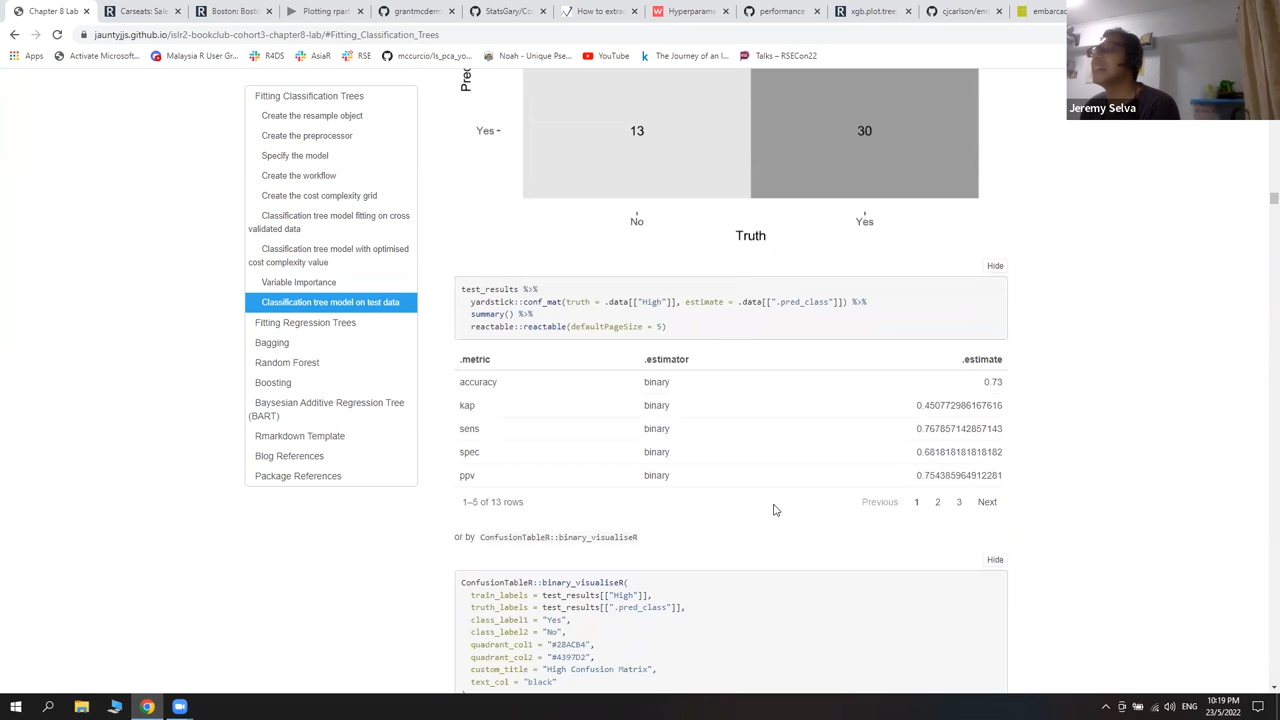 Chapter 8 Lab
Carseats: Sale
Boston: Boston
Plotting part
grantmcderm
StatsGary/Co
How to extrac
Hyperparame
performance
xgb.plot.tree
cjcarlson/emb
embarcad
jauntyjjs.github.io/islr2-bookclub-cohort3-chapter8-lab/#Fitting_Classification_Trees
Apps
Activate Microsoft...
Malaysia R User Gr...
R4DS
AsiaR
RSE
mccurcio/Is_pca_yo...
Noah - Unique Pse...
YouTube
The Journey of an I...
Talks – RSECon22
Jeremy Selva
Fitting Classification Trees
Create the resample object
Create the preprocessor
Specify the model
Create the workflow
Create the cost complexity grid
Classification tree model fitting on cross
validated data
Classification tree model with optimised
cost complexity value
Variable Importance
Classification tree model on test data
Fitting Regression Trees
Bagging
Random Forest
Boosting
Baysesian Additive Regression Tree
(BART)
Rmarkdown Template
Blog References
Package References
Pred
Yes
13
30
No
Yes
Truth
Hide
test_results %>%
yardstick::conf_mat(truth = .data[["High"]], estimate = .data[[".pred_class"]]) %>%
summary() %>%
reactable::reactable(defaultPageSize = 5)
.metric .estimator .estimate
accuracy binary 0.73
kap binary 0.450772986167616
sens binary 0.767857142857143
spec binary 0.681818181818182
ppv binary 0.754385964912281
1–5 of 13 rows Previous 1 2 3 Next
or by ConfusionTableR::binary_visualiseR
Hide
ConfusionTableR::binary_visualiseR(
train_labels = test_results[["High"]],
truth_labels = test_results[[".pred_class"]],
class_label1 = "Yes",
class_label2 = "No",
quadrant_col1 = "#28ACB4",
quadrant_col2 = "#4397D2",
custom_title = "High Confusion Matrix",
text_col = "black"
ENG
10:19 PM
23/5/2022